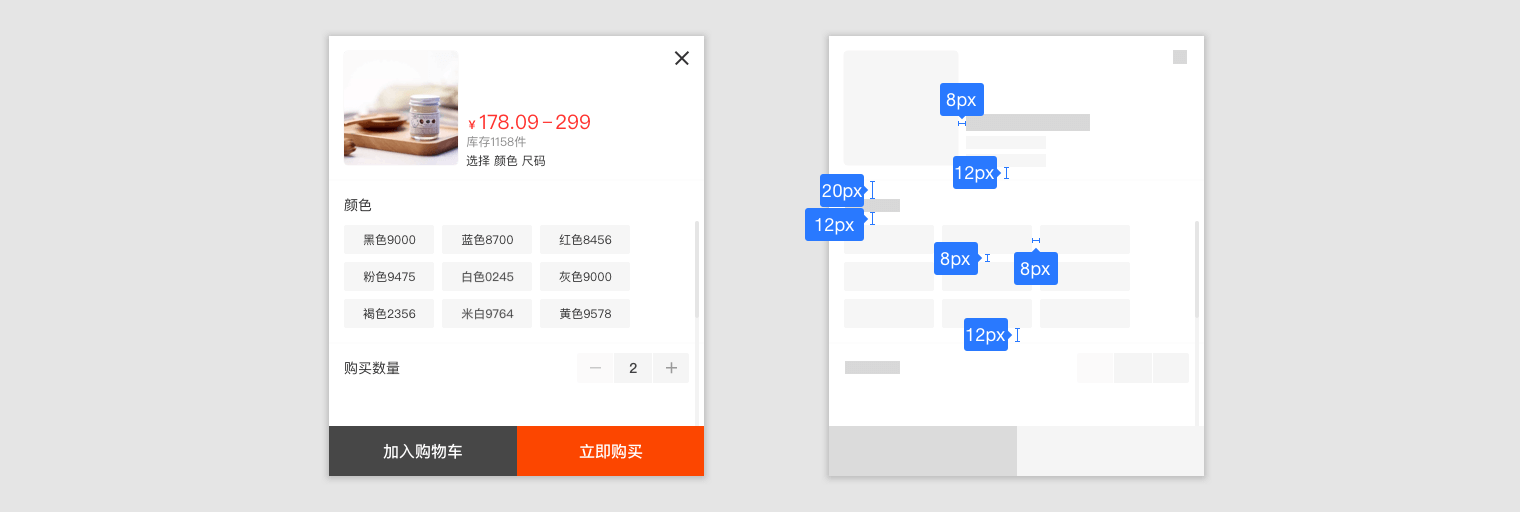 ¥178.09-299
库存1158件
选择 颜色 尺码
颜色
黑色9000
蓝色8700
红色8456
粉色9475
白色0245
灰色9000
褐色2356
米白9764
黄色9578
购买数量
2
加入购物车
立即购买
8px
12px
20px
12px
8px
8px
12px